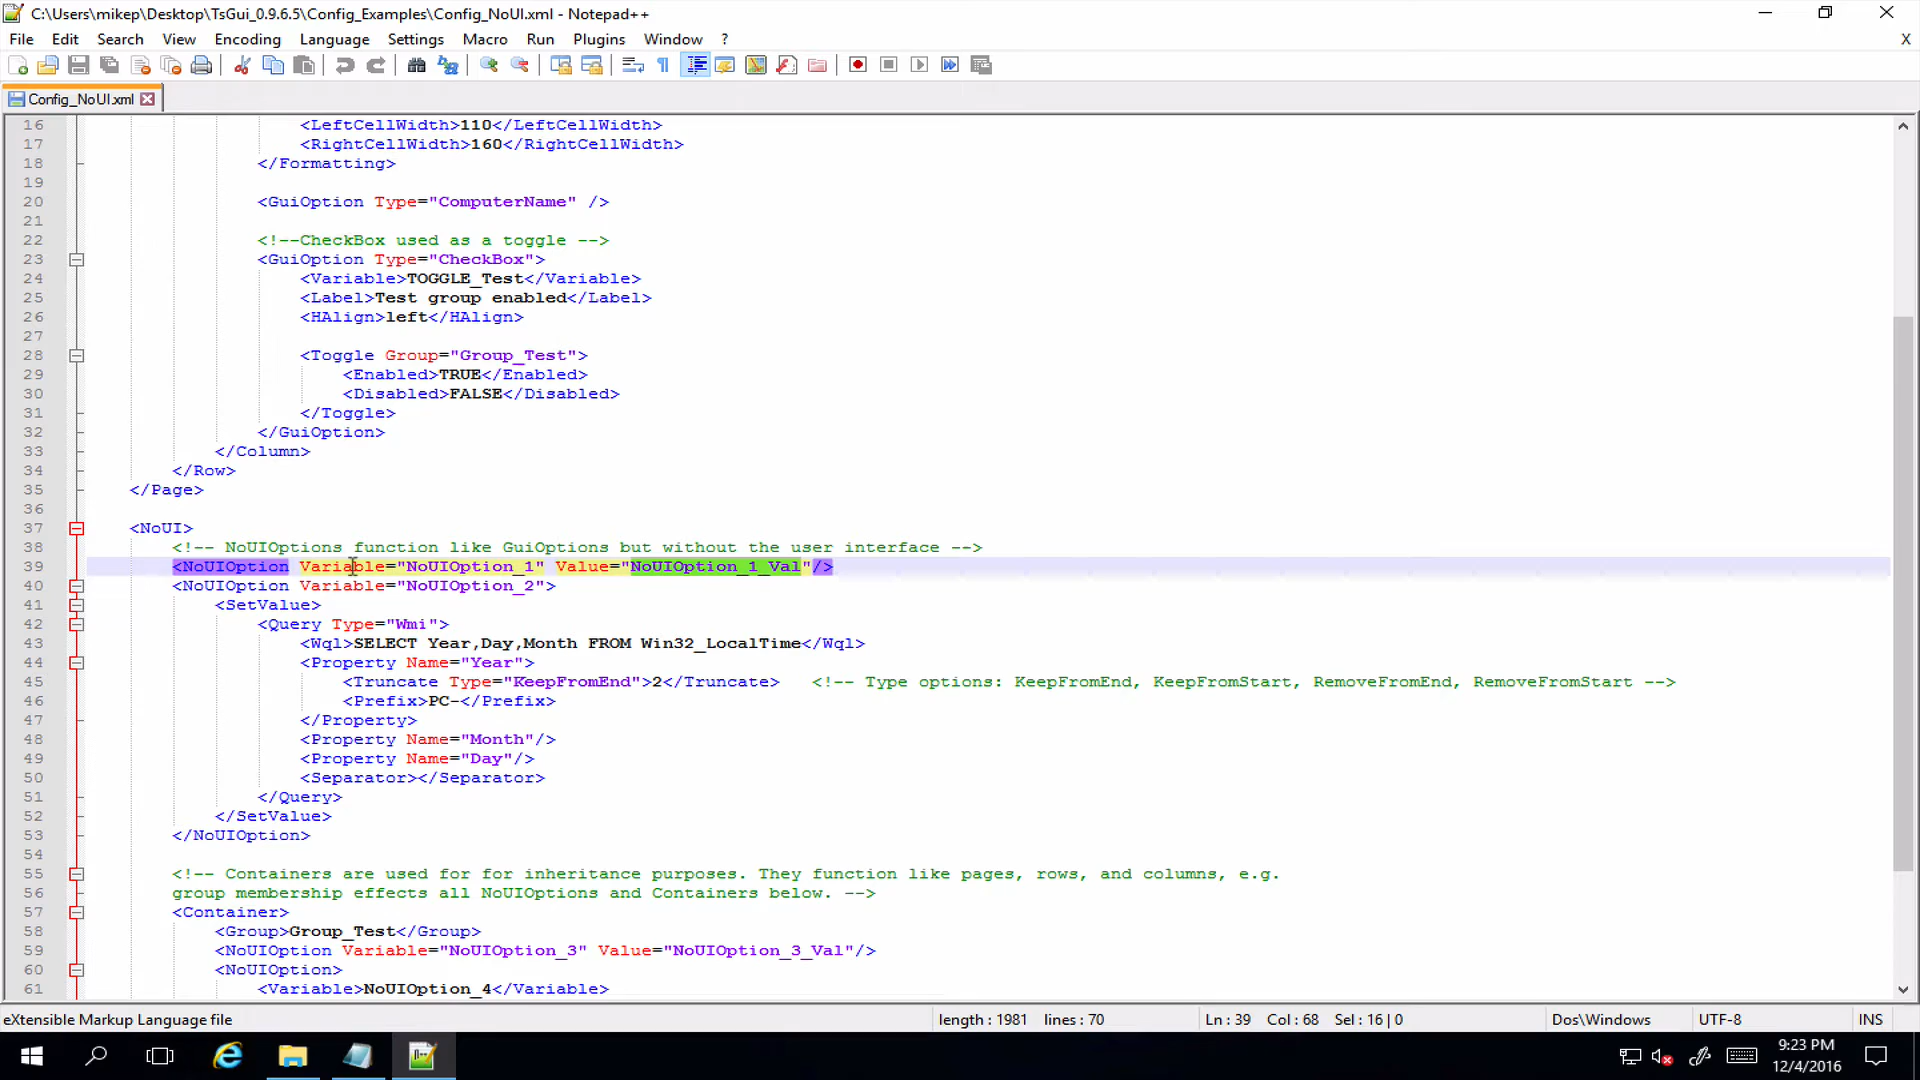 C:\Users\mikep\Desktop\TsGui_0.9.6.5\Config_Examples\Config_NoUI.xml - Notepad++
File Edit Search View Encoding Language Settings Macro Run Plugins Window ? X
Config_NoUI.xml
16 <LeftCellWidth>110</LeftCellWidth>
17 <RightCellWidth>160</RightCellWidth>
18 </Formatting>
19
20 <GuiOption Type="ComputerName" />
21
22 <!--CheckBox used as a toggle -->
23 <GuiOption Type="CheckBox">
24 <Variable>TOGGLE_Test</Variable>
25 <Label>Test group enabled</Label>
26 <HAlign>left</HAlign>
27
28 <Toggle Group="Group_Test">
29 <Enabled>TRUE</Enabled>
30 <Disabled>FALSE</Disabled>
31 </Toggle>
32 </GuiOption>
33 </Column>
34 </Row>
35 </Page>
36
37 <NoUI>
38 <!-- NoUIOptions function like GuiOptions but without the user interface -->
39 <NoUIOption Variable="NoUIOption_1" Value="NoUIOption_1_Val"/>
40 <NoUIOption Variable="NoUIOption_2">
41 <SetValue>
42 <Query Type="Wmi">
43 <Wql>SELECT Year,Day,Month FROM Win32_LocalTime</Wql>
44 <Property Name="Year">
45 <Truncate Type="KeepFromEnd">2</Truncate> <!-- Type options: KeepFromEnd, KeepFromStart, RemoveFromEnd, RemoveFromStart -->
46 <Prefix>PC-</Prefix>
47 </Property>
48 <Property Name="Month"/>
49 <Property Name="Day"/>
50 <Separator></Separator>
51 </Query>
52 </SetValue>
53 </NoUIOption>
54
55 <!-- Containers are used for for inheritance purposes. They function like pages, rows, and columns, e.g.
56 group membership effects all NoUIOptions and Containers below. -->
57 <Container>
58 <Group>Group_Test</Group>
59 <NoUIOption Variable="NoUIOption_3" Value="NoUIOption_3_Val"/>
60 <NoUIOption>
61 <Variable>NoUIOption_4</Variable>
eXtensible Markup Language file length : 1981 lines : 70 Ln : 39 Col : 68 Sel : 16 | 0 Dos\Windows UTF-8 INS
9:23 PM
12/4/2016